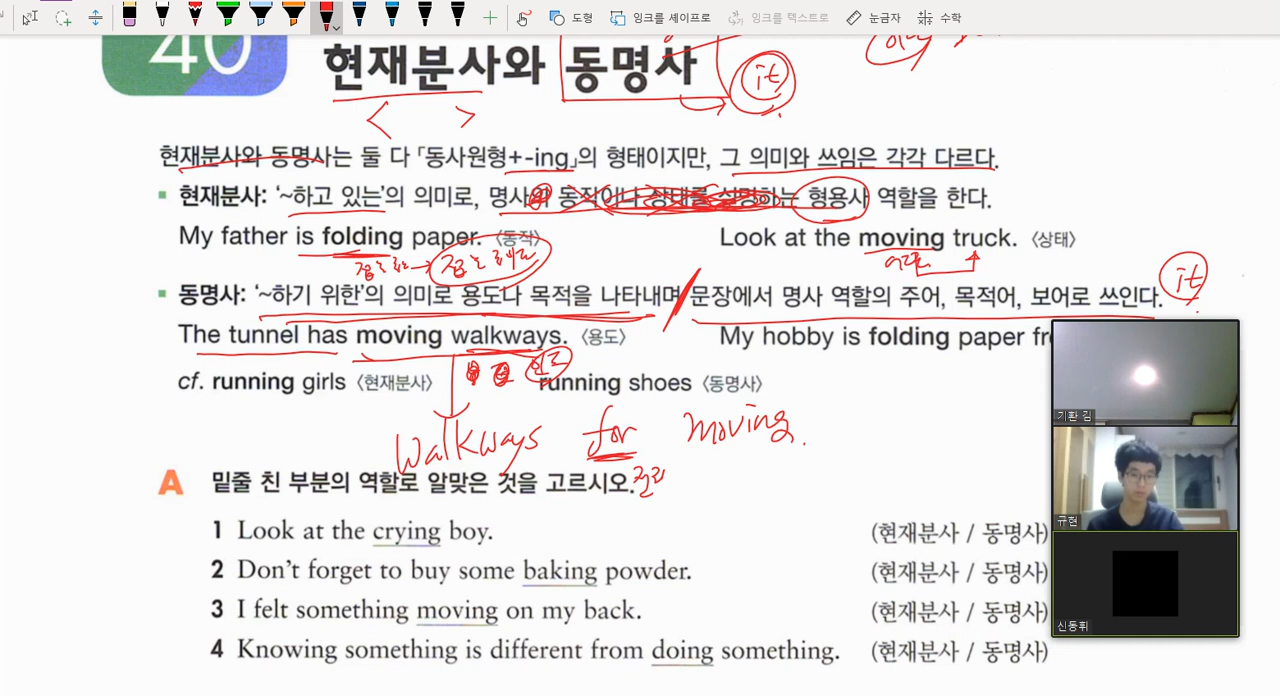 도형 잉크를 셰이프로 잉크를 텍스트로 눈금자 수학
40 현재분사와 동명사
it
현재분사와 동명사는 둘 다 「동사원형+-ing」의 형태이지만, 그 의미와 쓰임은 각각 다르다.
현재분사: '~하고 있는'의 의미로, 명사의 동작이나 상태를 설명하는 형용사 역할을 한다.
My father is folding paper. 〈동작〉 Look at the moving truck. 〈상태〉
it
동명사: '~하기 위한'의 의미로 용도나 목적을 나타내며 문장에서 명사 역할의 주어, 목적어, 보어로 쓰인다.
The tunnel has moving walkways. 〈용도〉 My hobby is folding paper
cf. running girls 〈현재분사〉 running shoes 〈동명사〉
walkways for moving.
A 밑줄 친 부분의 역할로 알맞은 것을 고르시오.
1 Look at the crying boy. (현재분사 / 동명사)
2 Don't forget to buy some baking powder. (현재분사 / 동명사)
3 I felt something moving on my back. (현재분사 / 동명사)
4 Knowing something is different from doing something. (현재분사 / 동명사)
기환 김
규현
신동휘